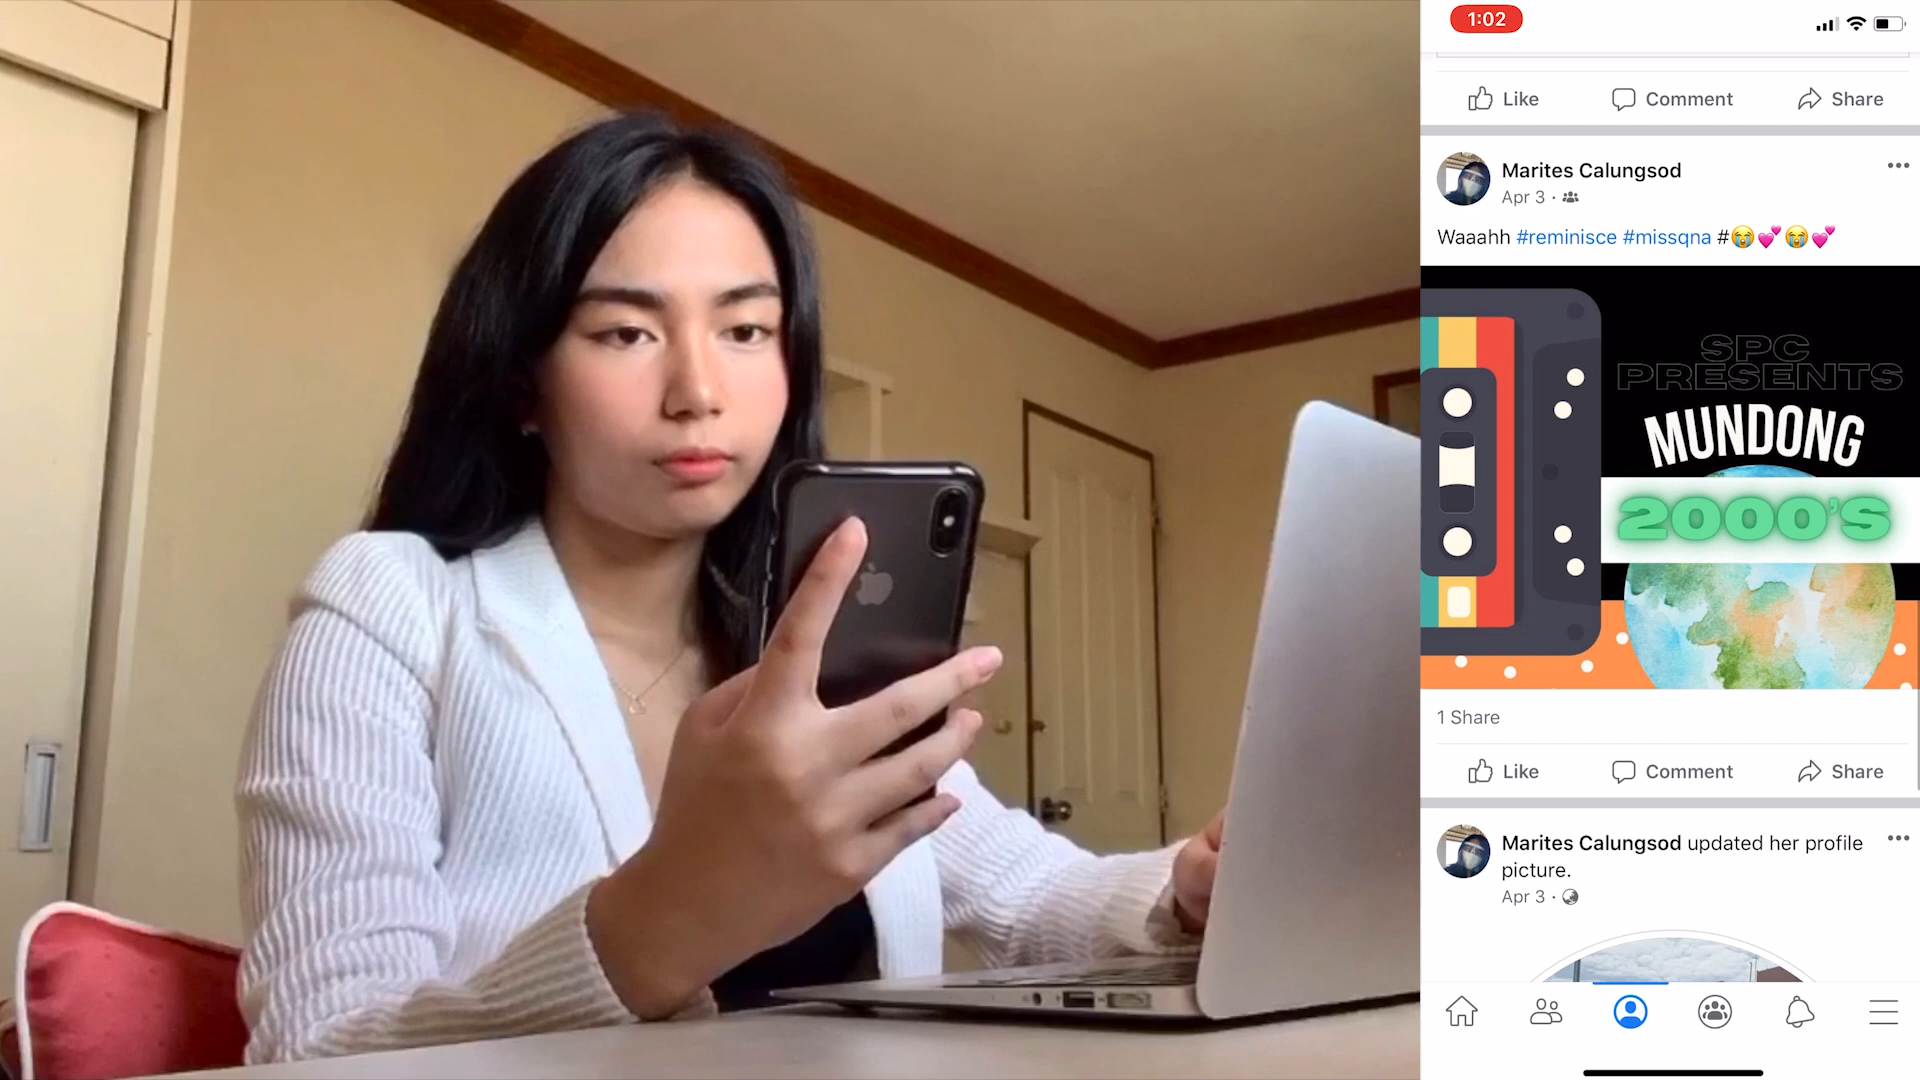 1:02
Like Comment Share
Marites Calungsod
Apr 3 ·
Waaahh #reminisce #missqna #😭💕😭💕
SPC
PRESENTS
MUNDONG
2000'S
1 Share
Like Comment Share
Marites Calungsod updated her profile
picture.
Apr 3 ·